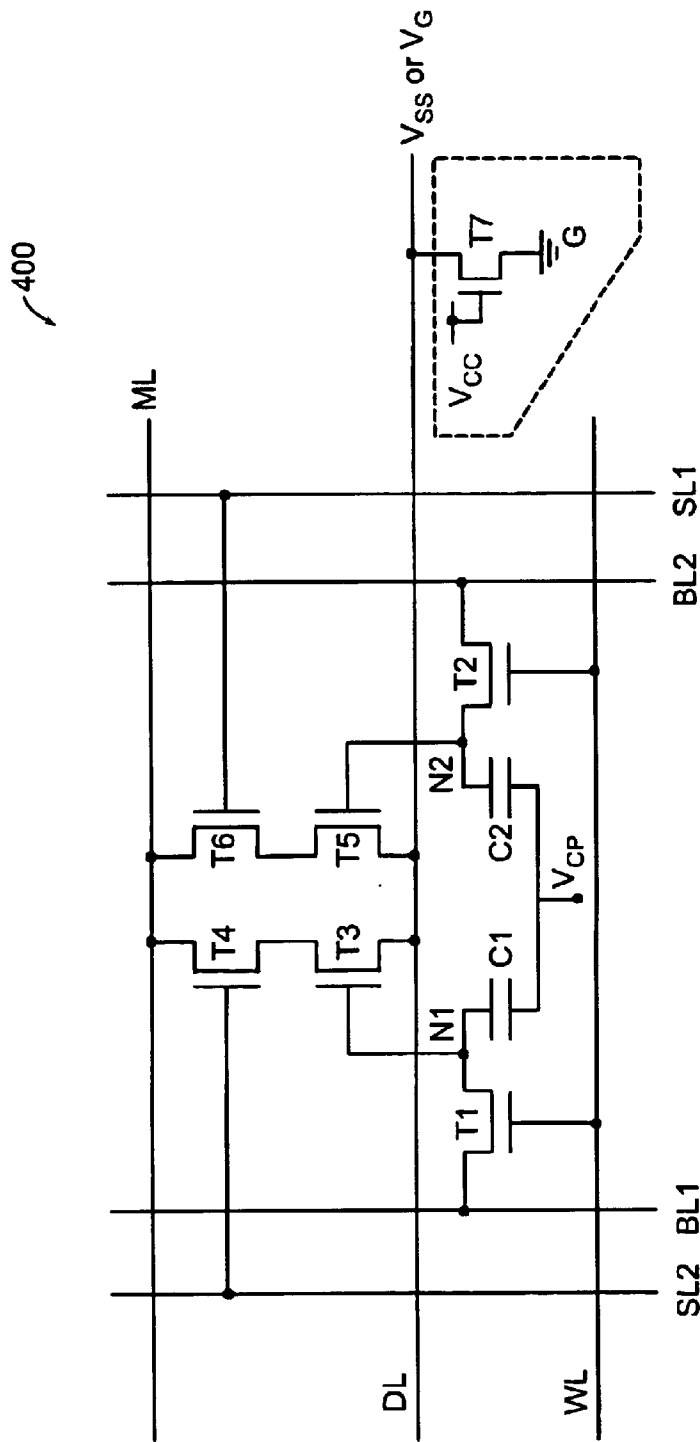 400
ML
SL1
BL2
T4
T6
T3
T5
DL
V_SS or V_G
T7
V_CC
G
N1
N2
T1
T2
C1
C2
V_CP
WL
SL2
BL1